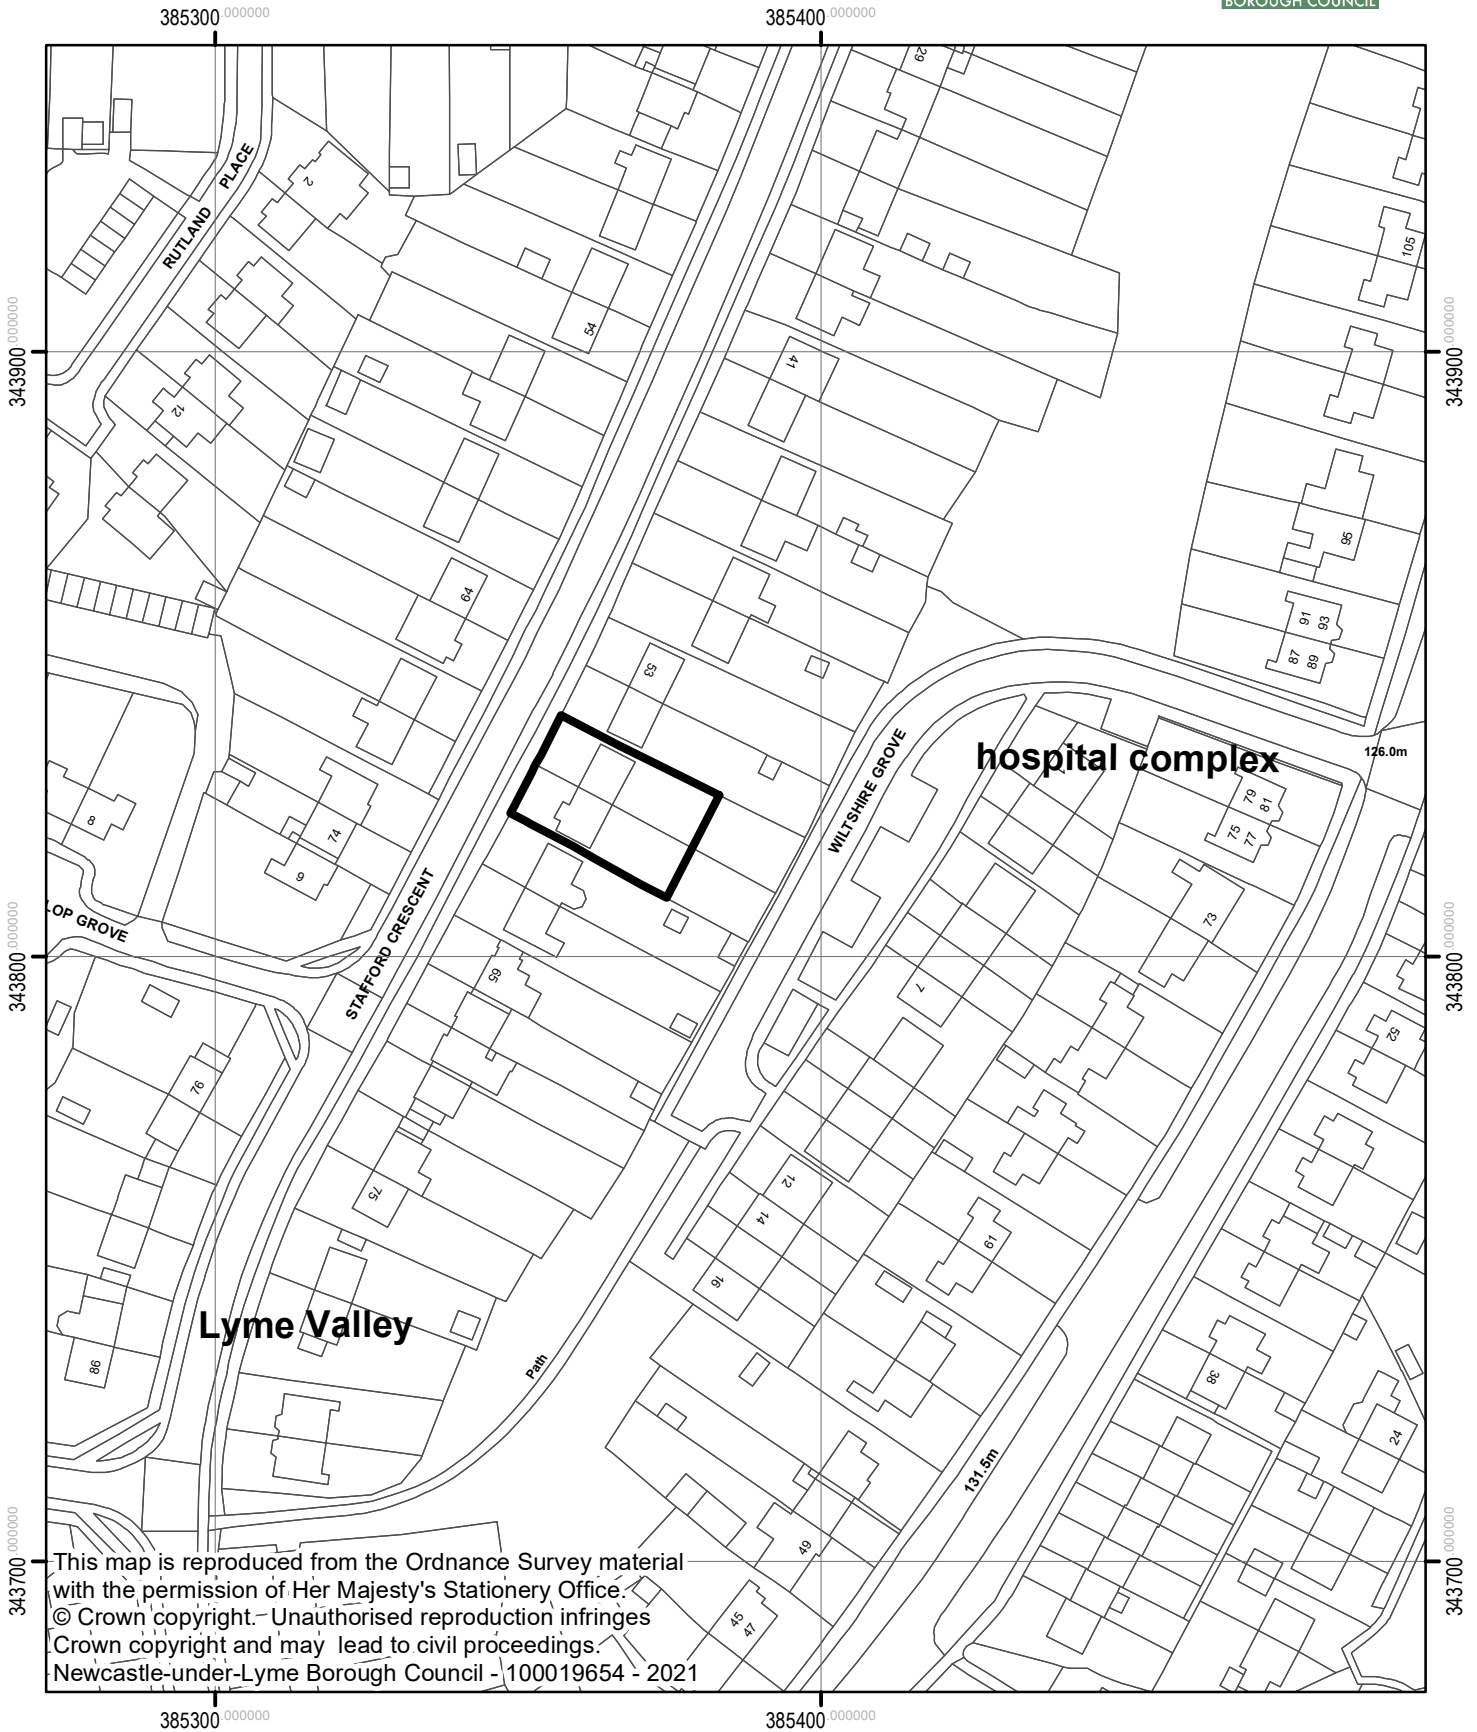 BOROUGH COUNCIL
385300.000000
385400.000000
29
PLACE
2
RUTLAND
105
54
343900.000000
343900.000000
41
12
95
64
91
93
87
89
53
WILTSHIRE GROVE
hospital complex
126.0m
79
81
8
74
75
77
9
STAFFORD CRESCENT
73
LOP GROVE
343800.000000
343800.000000
65
7
52
76
12
75
14
61
16
Lyme Valley
Path
86
38
24
131.5m
49
343700.000000
343700.000000
This map is reproduced from the Ordnance Survey material
with the permission of Her Majesty's Stationery Office.
© Crown copyright. Unauthorised reproduction infringes
Crown copyright and may lead to civil proceedings.
Newcastle-under-Lyme Borough Council - 100019654 - 2021
45
47
385300.000000
385400.000000